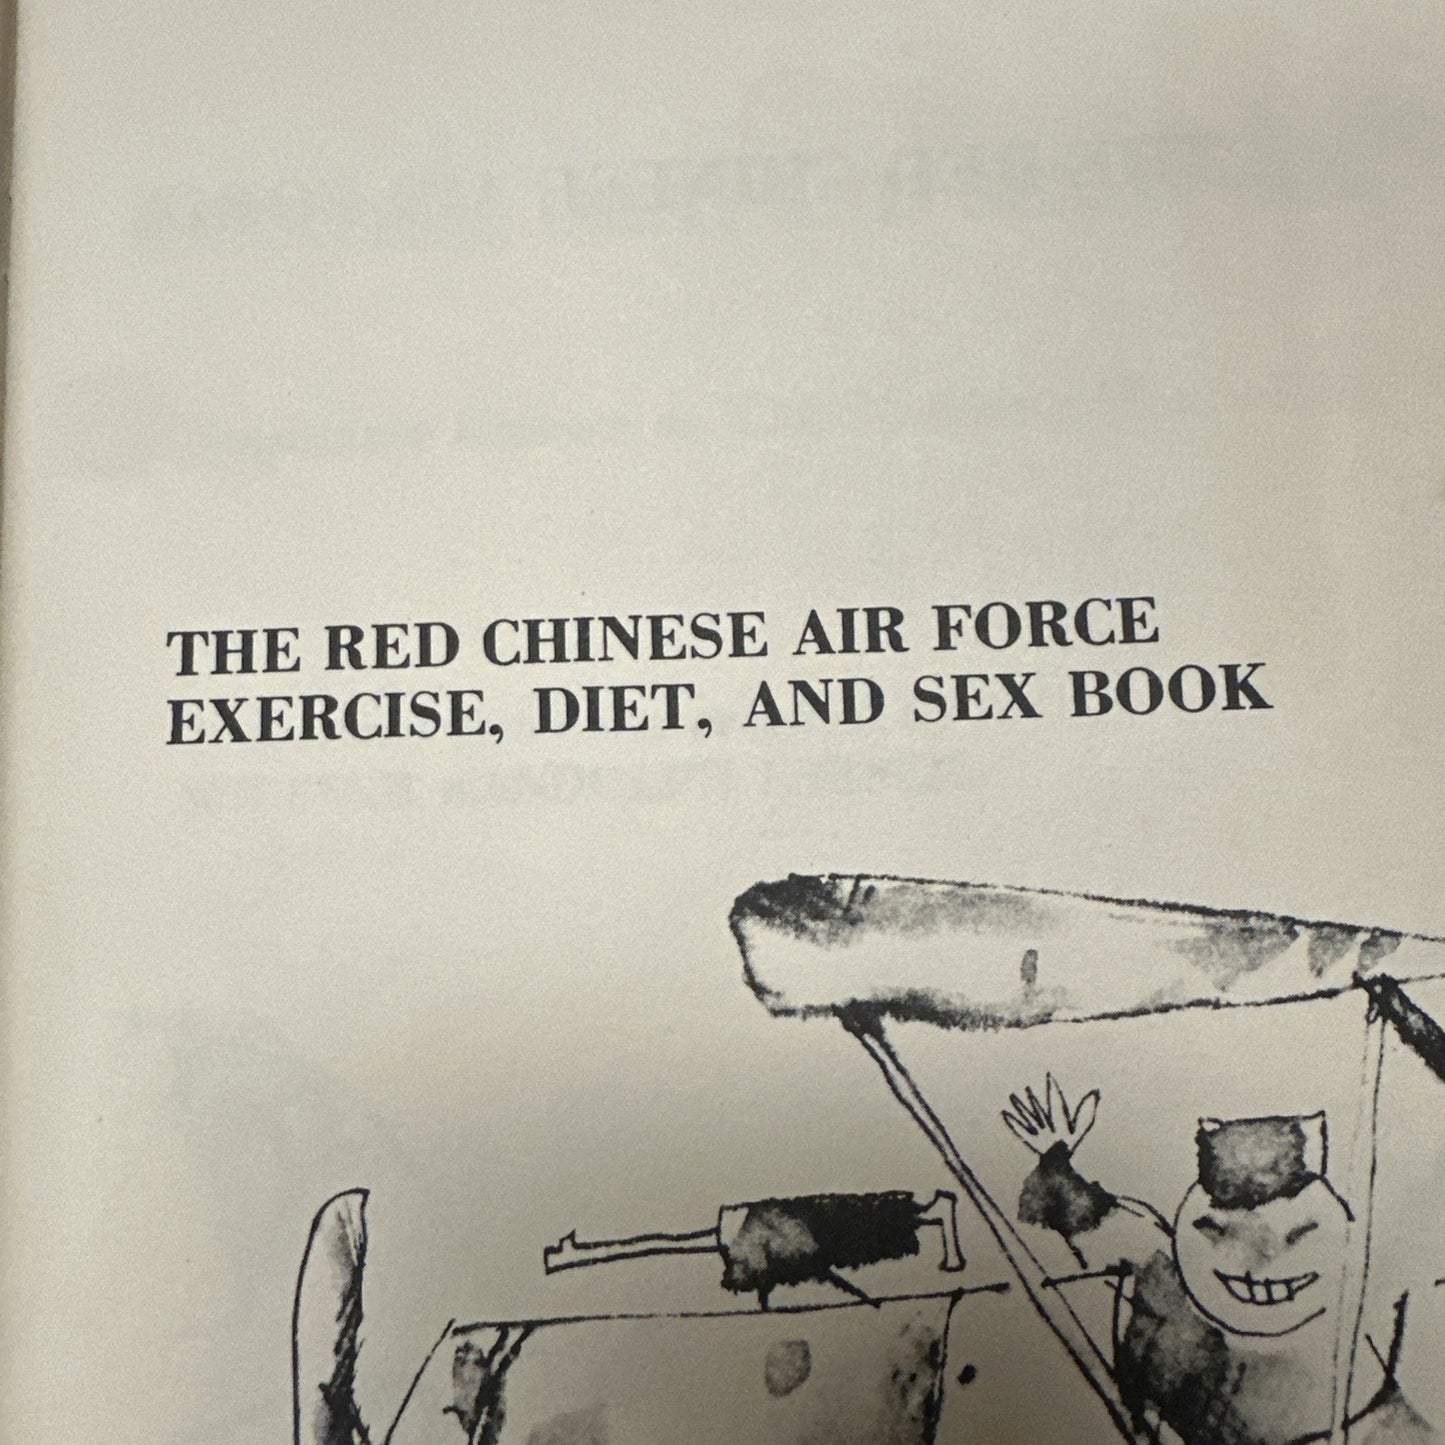 THE RED CHINESE AIR FORCE
EXERCISE, DIET, AND SEX BOOK